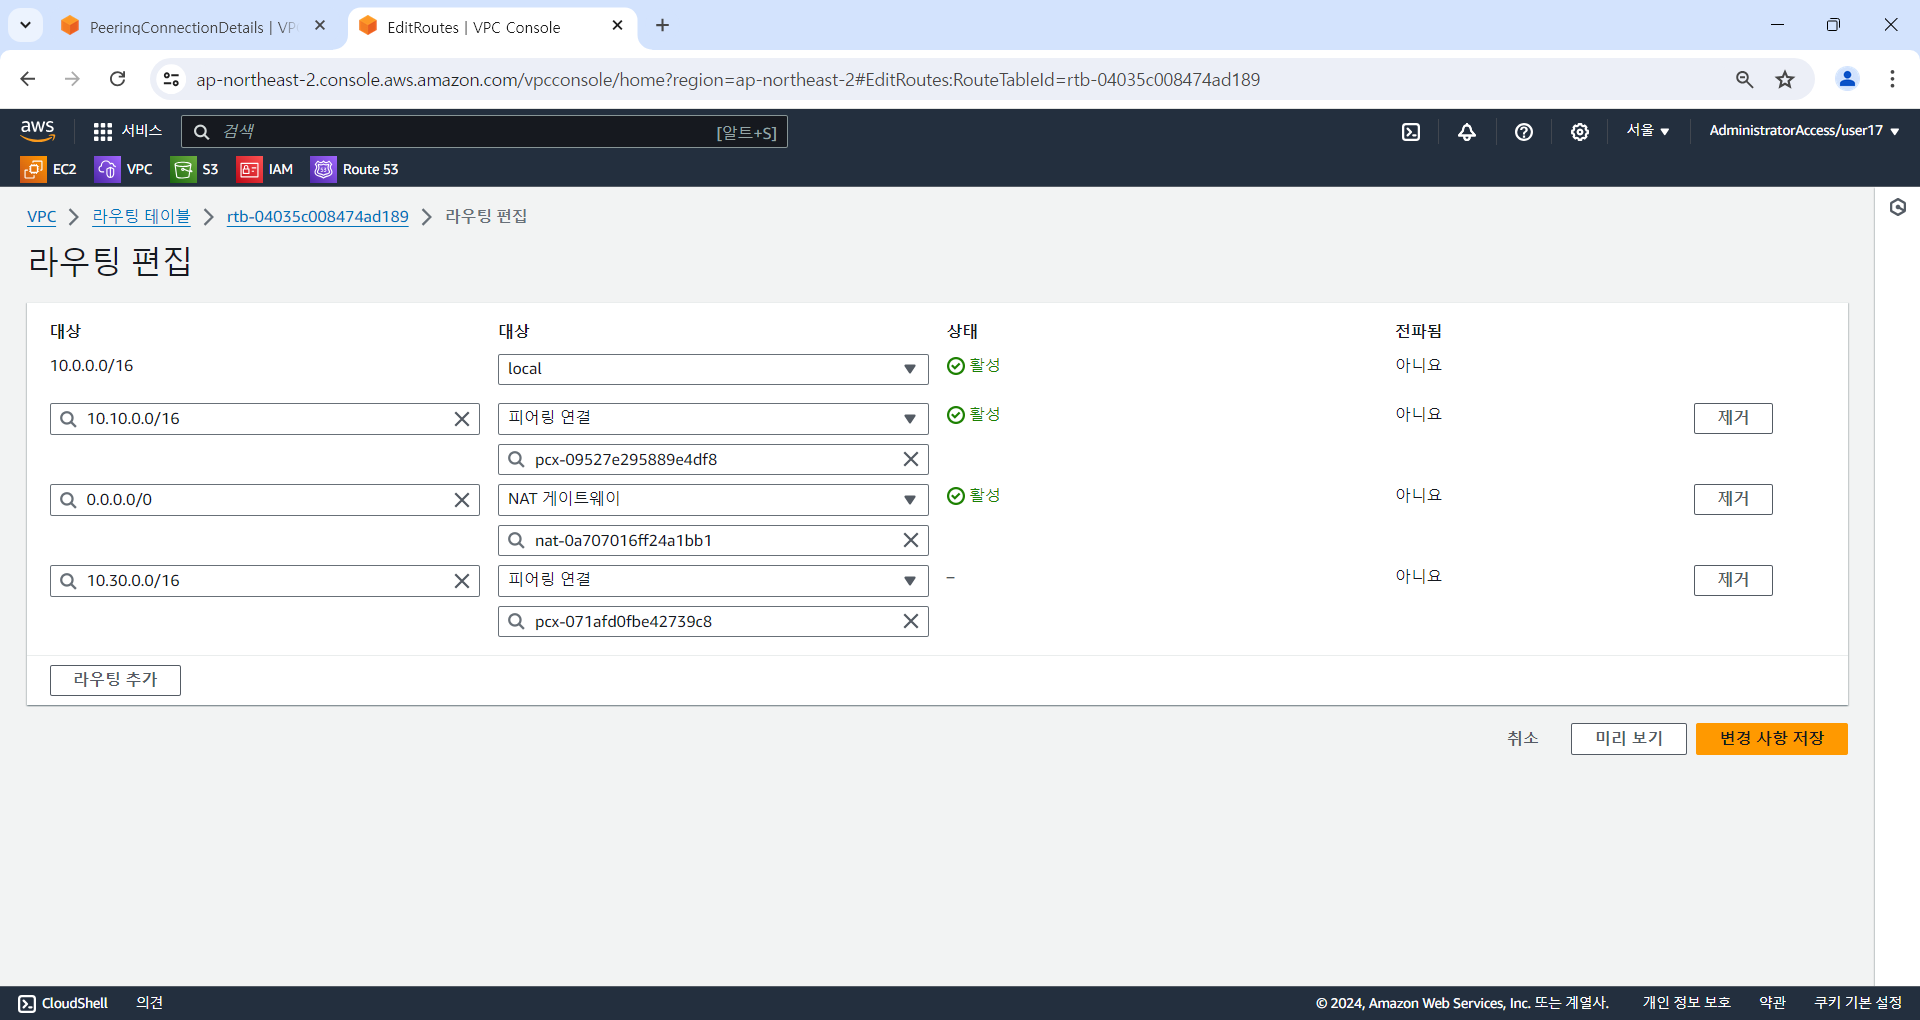 PeeringConnectionDetails | VP
EditRoutes | VPC Console
ap-northeast-2.console.aws.amazon.com/vpcconsole/home?region=ap-northeast-2#EditRoutes:RouteTableId=rtb-04035c008474ad189
aws 서비스 검색 [알트+S] 서울 AdministratorAccess/user17
EC2 VPC S3 IAM Route 53
VPC 라우팅 테이블 rtb-04035c008474ad189 라우팅 편집
라우팅 편집
대상 대상 상태 전파됨
10.0.0.0/16 local 활성 아니요
10.10.0.0/16 피어링 연결 활성 아니요 제거
pcx-09527e295889e4df8
0.0.0.0/0 NAT 게이트웨이 활성 아니요 제거
nat-0a707016ff24a1bb1
10.30.0.0/16 피어링 연결 – 아니요 제거
pcx-071afd0fbe42739c8
라우팅 추가
취소 미리 보기 변경 사항 저장
CloudShell 의견 © 2024, Amazon Web Services, Inc. 또는 계열사. 개인 정보 보호 약관 쿠키 기본 설정